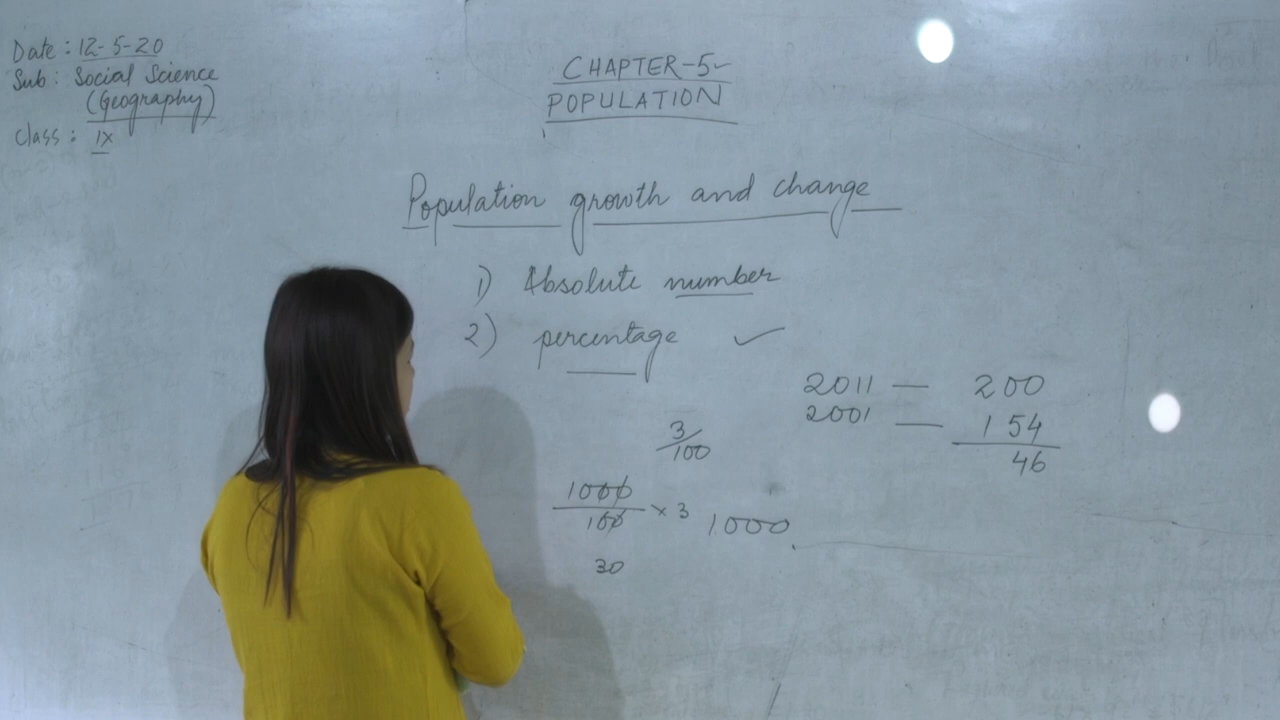 Date : 12-5-20
Sub : Social Science
(Geography)
Class : IX
CHAPTER-5
POPULATION
Population growth and change
1) Absolute number
2) percentage ✓
2011 — 200
2001 — 154
46
3/100
1000/100 × 3
1000
30